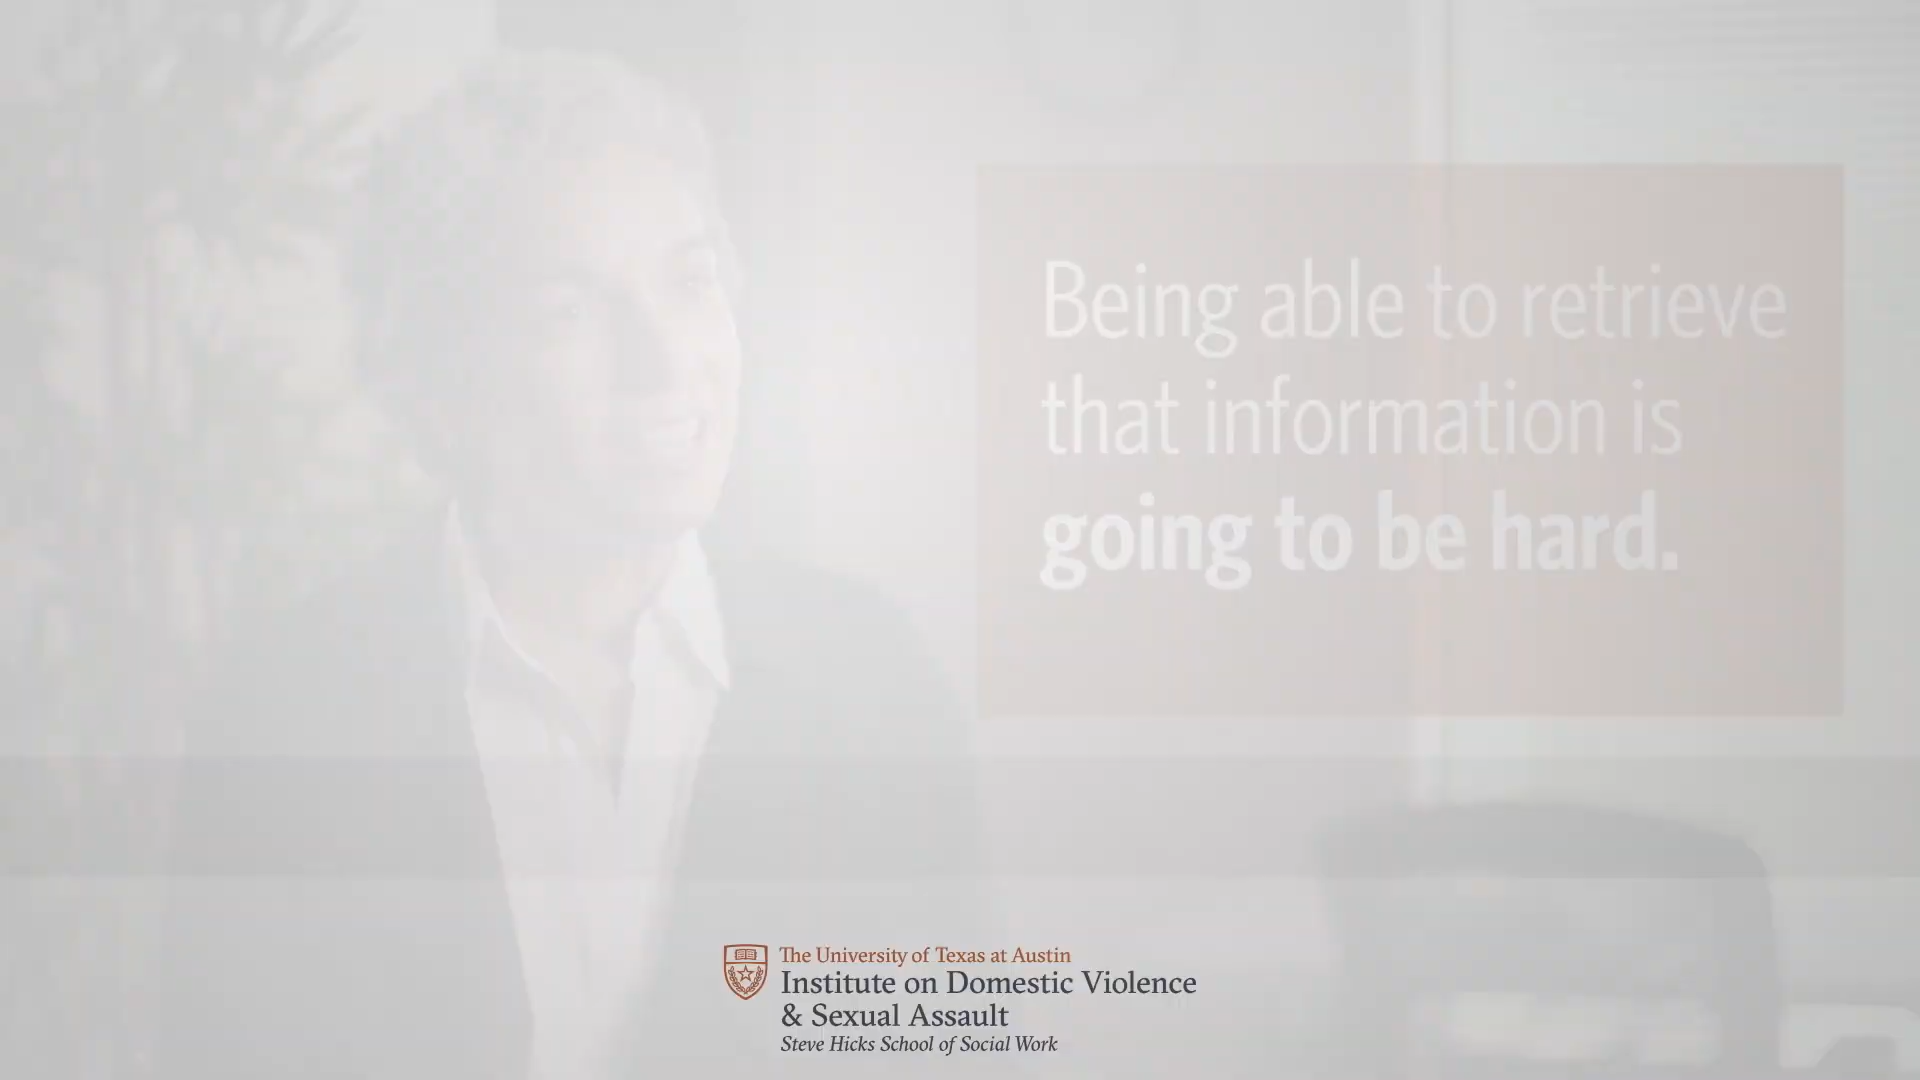 Being able to retrieve
that information is
going to be hard.
The University of Texas at Austin
Institute on Domestic Violence
& Sexual Assault
Steve Hicks School of Social Work